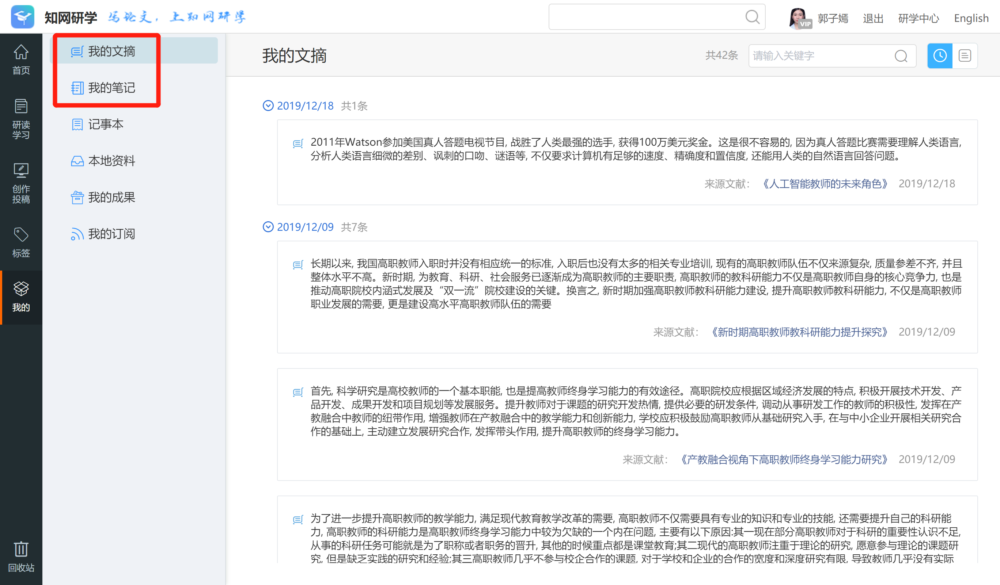 知网研学 写论文，上知网研学
VIP 郭子嫣 退出 研学中心 English
首页
研读
学习
创作
投稿
标签
我的
回收站
我的文摘
我的笔记
记事本
本地资料
我的成果
我的订阅
我的文摘 共42条 请输入关键字
2019/12/18 共1条
2011年Watson参加美国真人答题电视节目, 战胜了人类最强的选手, 获得100万美元奖金。这是很不容易的, 因为真人答题比赛需要理解人类语言,
分析人类语言细微的差别、讽刺的口吻、谜语等, 不仅要求计算机有足够的速度、精确度和置信度, 还能用人类的自然语言回答问题。
来源文献： 《人工智能教师的未来角色》 2019/12/18
2019/12/09 共7条
长期以来, 我国高职教师入职时并没有相应统一的标准, 入职后也没有太多的相关专业培训, 现有的高职教师队伍不仅来源复杂, 质量参差不齐, 并且
整体水平不高。新时期, 为教育、科研、社会服务已逐渐成为高职教师的主要职责, 高职教师的教科研能力不仅是高职教师自身的核心竞争力, 也是
推动高职院校内涵式发展及“双一流”院校建设的关键。换言之, 新时期加强高职教师教科研能力建设, 提升高职教师教科研能力, 不仅是高职教师
职业发展的需要, 更是建设高水平高职教师队伍的需要
来源文献： 《新时期高职教师教科研能力提升探究》 2019/12/09
首先, 科学研究是高校教师的一个基本职能, 也是提高教师终身学习能力的有效途径。高职院校应根据区域经济发展的特点, 积极开展技术开发、产
品开发、成果开发和项目规划等发展服务。提升教师对于课题的研究开发热情, 提供必要的研发条件, 调动从事研发工作的教师的积极性, 发挥在产
教融合中教师的纽带作用, 增强教师在产教融合中的教学能力和创新能力, 学校应积极鼓励高职教师从基础研究入手, 在与中小企业开展相关研究合
作的基础上, 主动建立发展研究合作, 发挥带头作用, 提升高职教师的终身学习能力。
来源文献： 《产教融合视角下高职教师终身学习能力研究》 2019/12/09
为了进一步提升高职教师的教学能力, 满足现代教育教学改革的需要, 高职教师不仅需要具有专业的知识和专业的技能, 还需要提升自己的科研能
力, 高职教师的科研能力是高职教师终身学习能力中较为欠缺的一个内在问题, 主要有以下原因:其一现在部分高职教师对于科研的重要性认识不足,
从事的科研任务可能就是为了职称或者职务的晋升, 其他的时候重点都是课堂教育;其二现代的高职教师注重于理论的研究, 愿意参与理论的课题研
究, 但是缺乏实践的研究和经验;其三高职教师几乎不参与校企合作的课题, 对于学校和企业的合作的宽度和深度研究有限, 导致教师几乎没有实际